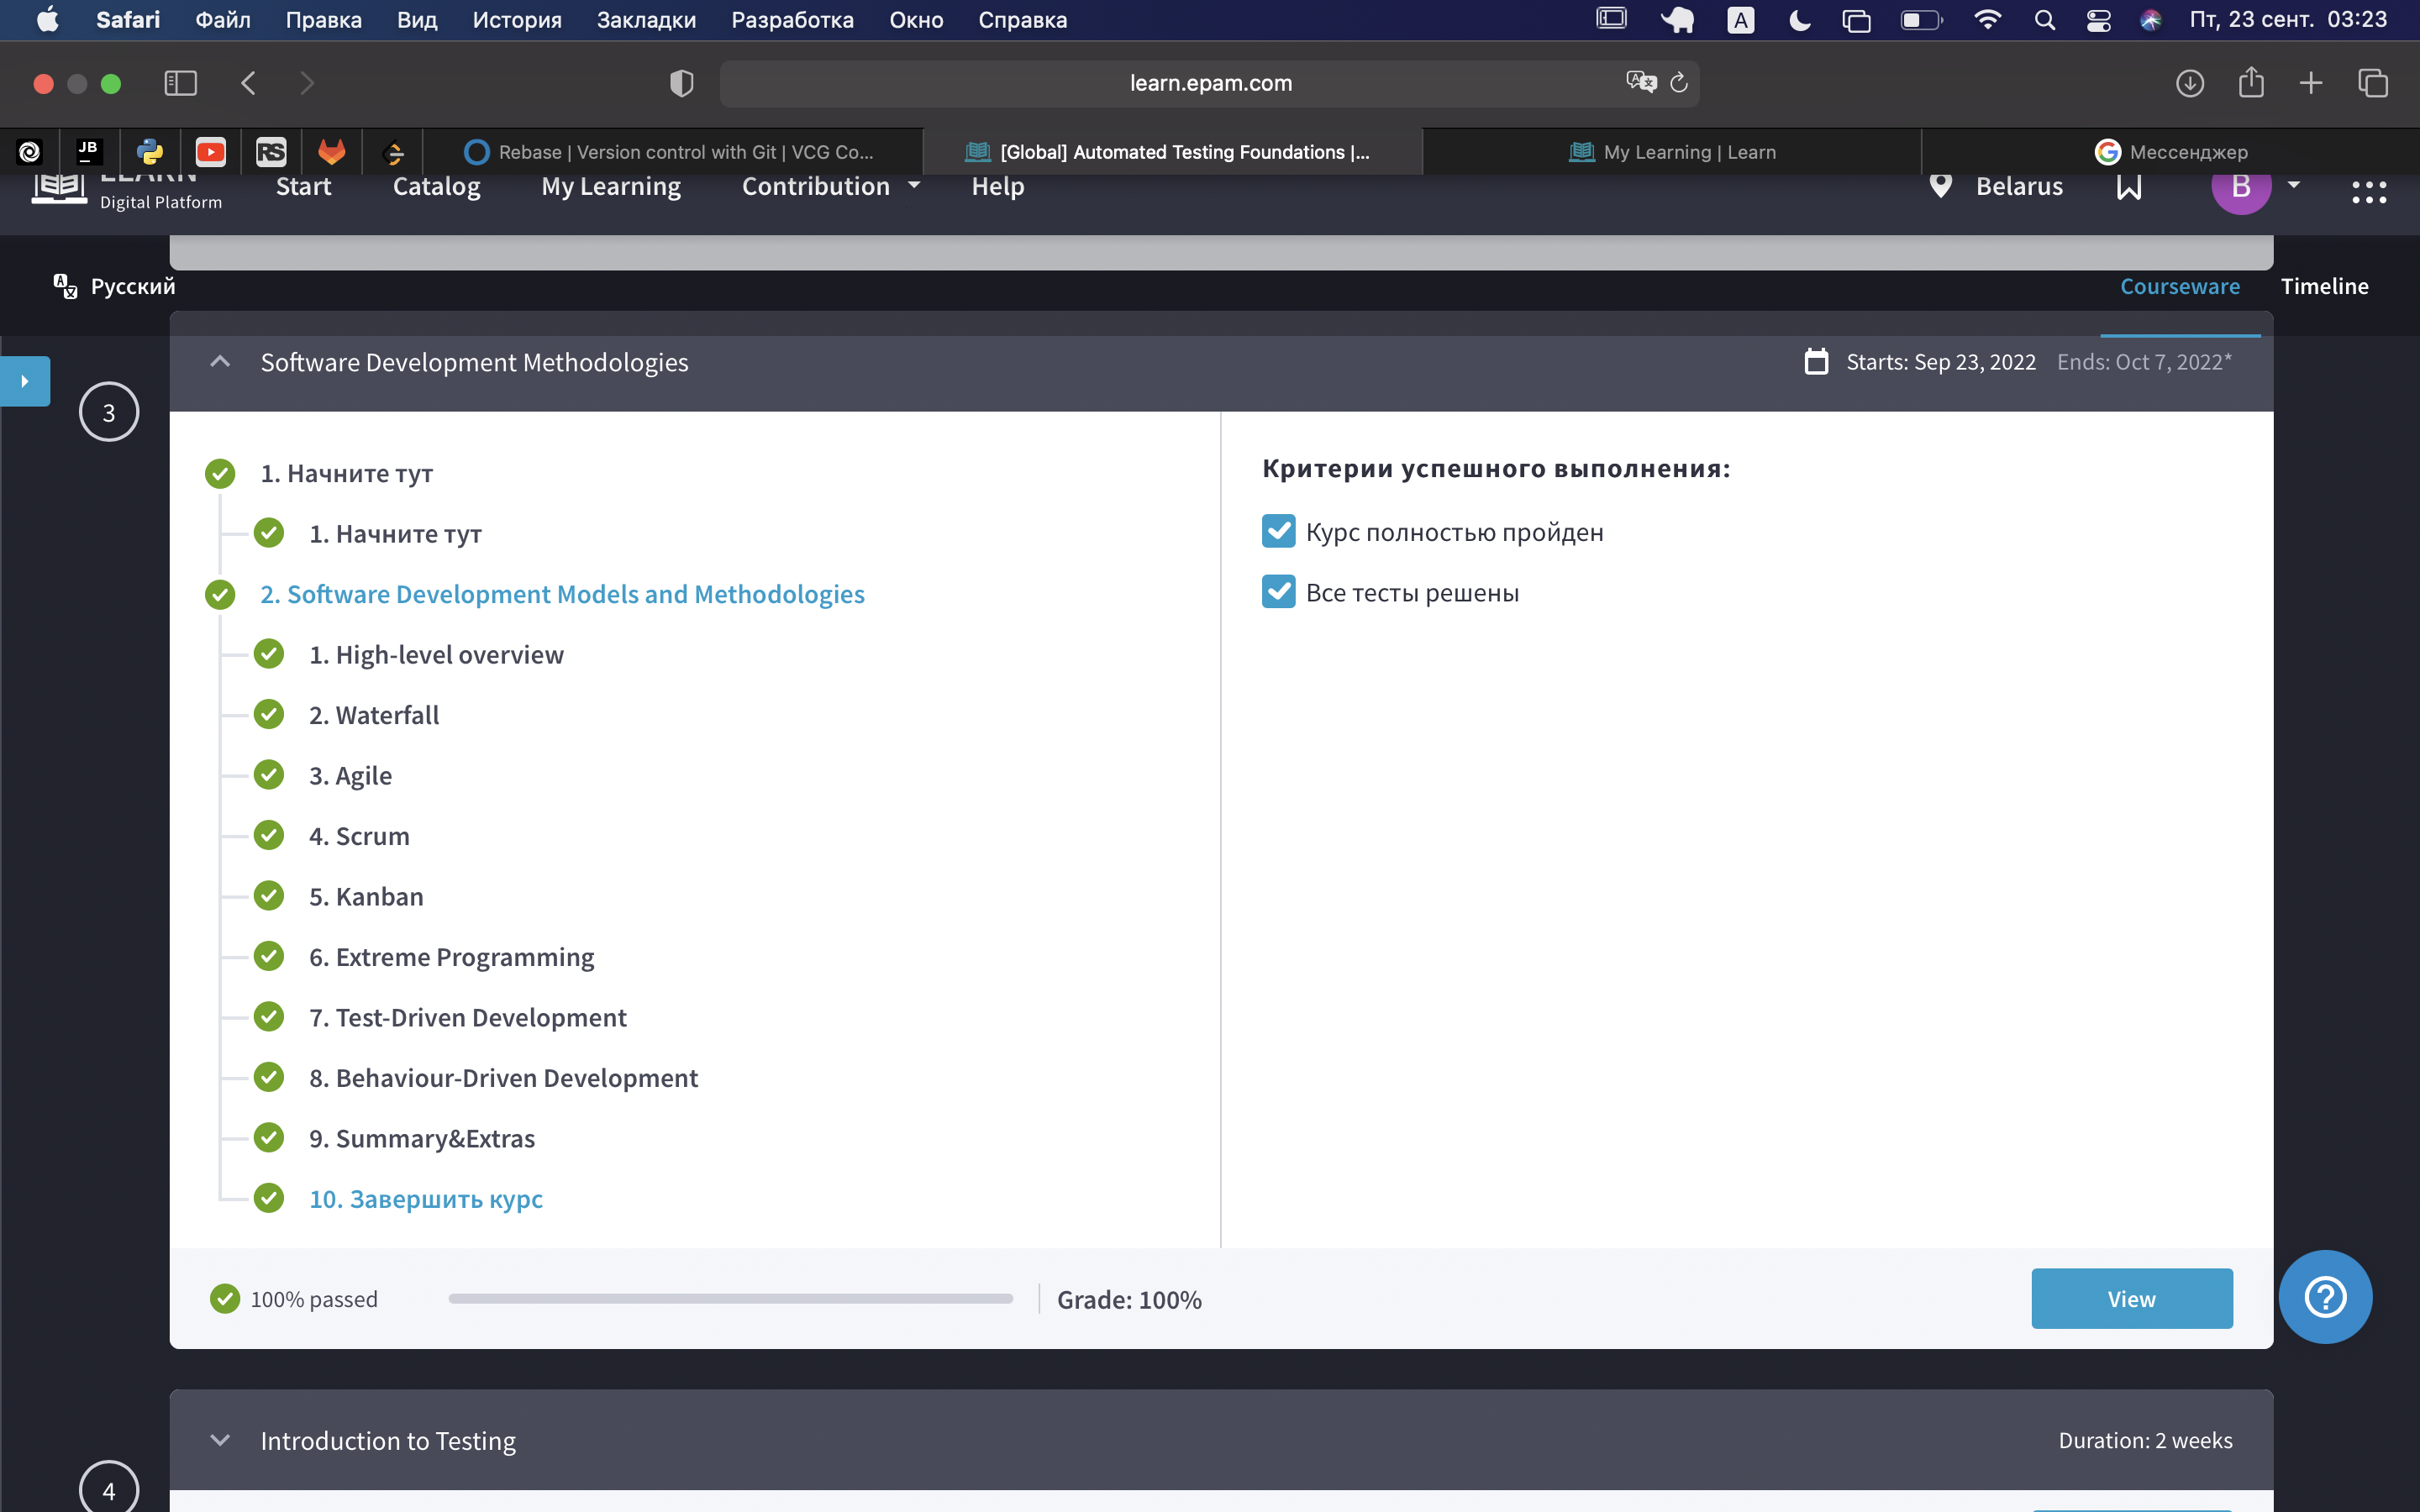 Safari Файл Правка Вид История Закладки Разработка Окно Справка A Пт, 23 сент. 03:23
learn.epam.com
JB RS Rebase | Version control with Git | VCG Co... [Global] Automated Testing Foundations |... My Learning | Learn Мессенджер
LEARN
Digital Platform
Start Catalog My Learning Contribution Help Belarus B
Русский Courseware Timeline
Software Development Methodologies Starts: Sep 23, 2022 Ends: Oct 7, 2022*
3
1. Начните тут
1. Начните тут
2. Software Development Models and Methodologies
1. High-level overview
2. Waterfall
3. Agile
4. Scrum
5. Kanban
6. Extreme Programming
7. Test-Driven Development
8. Behaviour-Driven Development
9. Summary&Extras
10. Завершить курс
Критерии успешного выполнения:
Курс полностью пройден
Все тесты решены
100% passed Grade: 100% View
Introduction to Testing Duration: 2 weeks
4